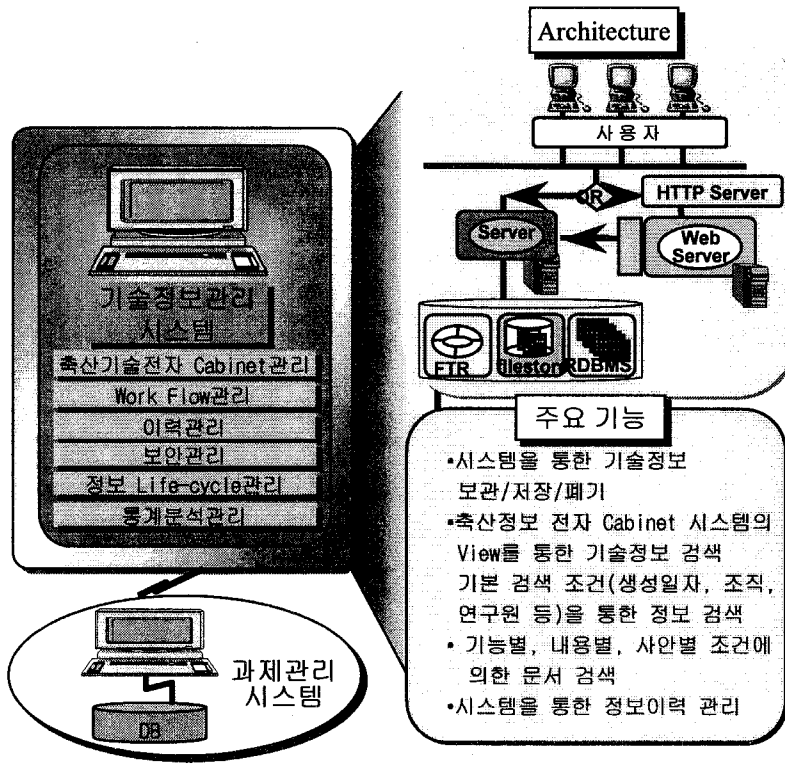 Architecture
사용자
OR
HTTP Server
Server
Web
Server
FTR
filestore
RDBMS
기술정보관리
시스템
축산기술전자 Cabinet관리
Work Flow관리
이력관리
보안관리
정보 Life-cycle관리
통계분석관리
과제관리
시스템
DB
주요 기능
•시스템을 통한 기술정보
보관/저장/폐기
•축산정보 전자 Cabinet 시스템의
View를 통한 기술정보 검색
기본 검색 조건(생성일자, 조직,
연구원 등)을 통한 정보 검색
• 기능별, 내용별, 사안별 조건에
의한 문서 검색
•시스템을 통한 정보이력 관리